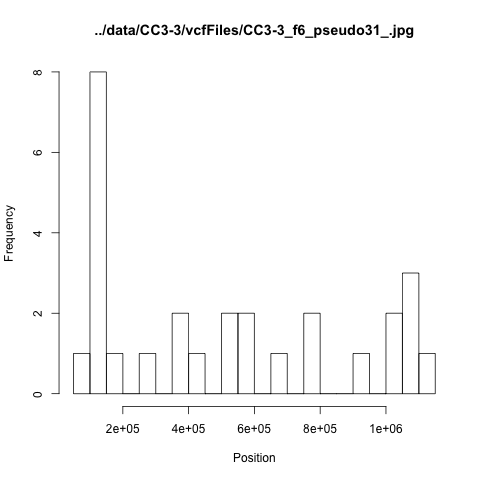 ../data/CC3-3/vcfFiles/CC3-3_f6_pseudo31_.jpg
Frequency
8
6
4
2
0
2e+05 4e+05 6e+05 8e+05 1e+06
Position